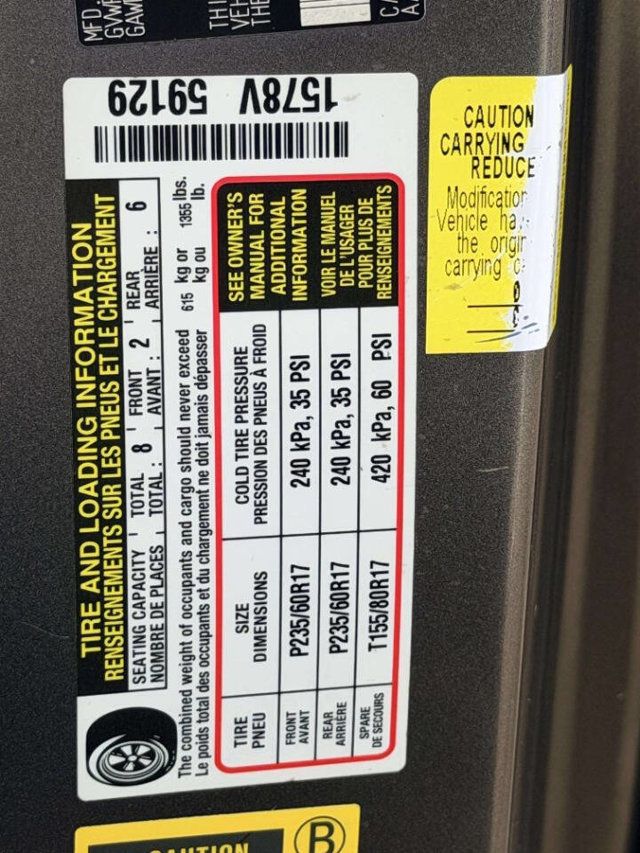 TIRE AND LOADING INFORMATION
RENSEIGNEMENTS SUR LES PNEUS ET LE CHARGEMENT
SEATING CAPACITY TOTAL 8 FRONT 2 REAR 6
NOMBRE DE PLACES TOTAL : AVANT : ARRIÈRE :
The combined weight of occupants and cargo should never exceed 615 kg or 1355 lbs.
Le poids total des occupants et du chargement ne doit jamais dépasser kg ou lb.
TIRE SIZE COLD TIRE PRESSURE
PNEU DIMENSIONS PRESSION DES PNEUS À FROID
FRONT
AVANT P235/60R17 240 kPa, 35 PSI
REAR
ARRIÈRE P235/60R17 240 kPa, 35 PSI
SPARE
DE SECOURS T155/80R17 420 kPa, 60 PSI
SEE OWNER'S
MANUAL FOR
ADDITIONAL
INFORMATION
VOIR LE MANUEL
DE L'USAGER
POUR PLUS DE
RENSEIGNEMENTS
1578V 59129
CAUTION
CARRYING
REDUCE
Modification
Vehicle
the
carrying
MFD.
THI
VEH
THE
CAUTION
B